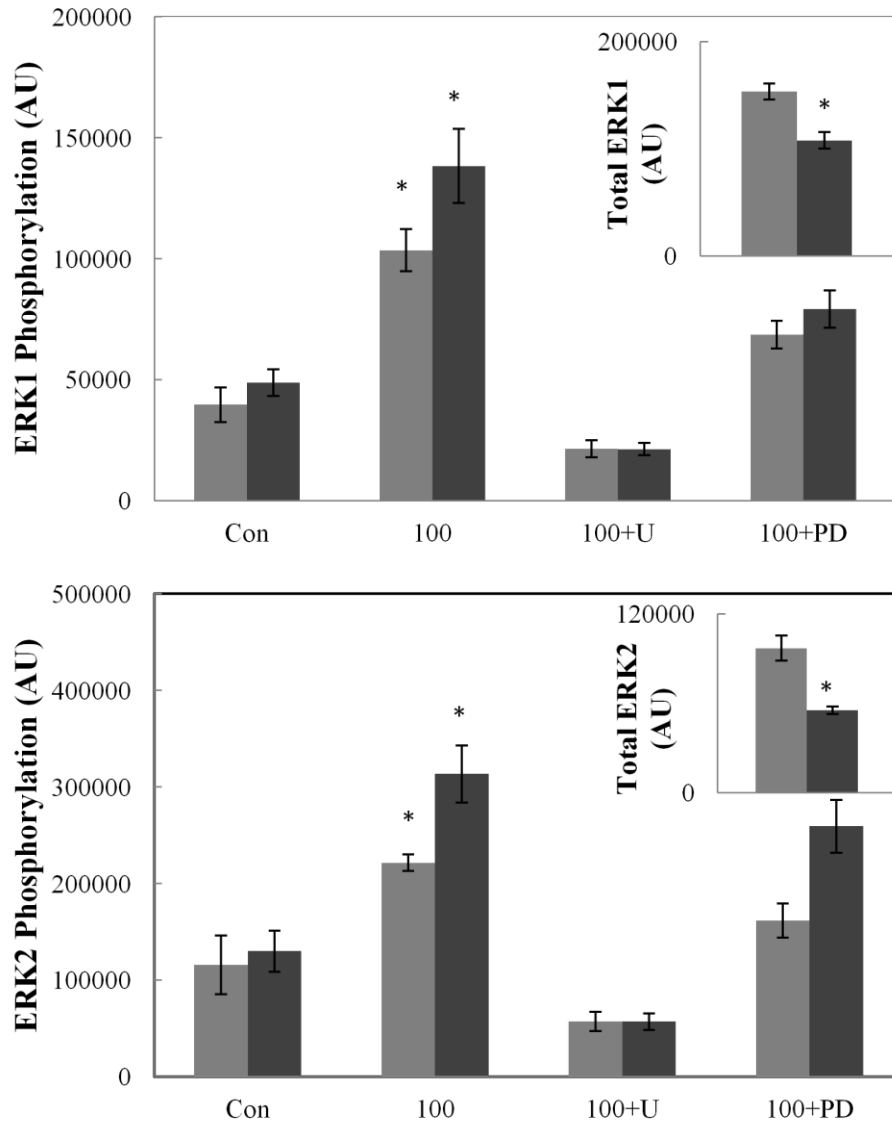 ERK1 Phosphorylation (AU)
200000
150000
100000
50000
0
*
*
Total ERK1
(AU)
200000
0
*
Con
100
100+U
100+PD
ERK2 Phosphorylation (AU)
500000
400000
300000
200000
100000
0
*
*
Total ERK2
(AU)
120000
0
*
Con
100
100+U
100+PD